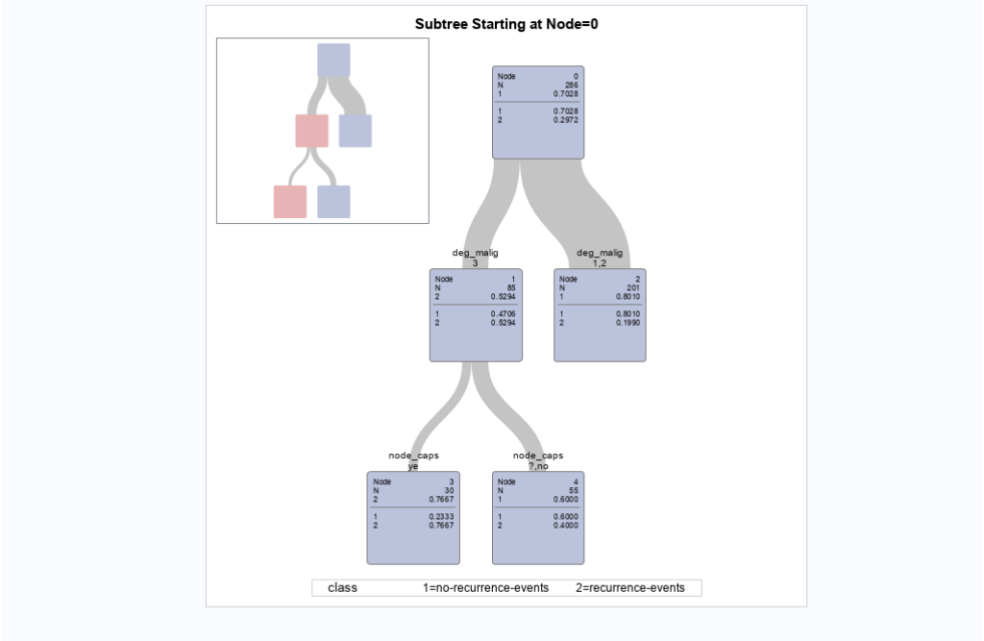 Subtree Starting at Node=0
Node 0
N 286
1 0.7028
1 0.7028
2 0.2972
deg_malig
3
deg_malig
1,2
Node 1
N 85
2 0.5294
1 0.4706
2 0.5294
Node 2
N 201
1 0.8010
1 0.8010
2 0.1990
node_caps
ye
node_caps
?,no
Node 3
N 30
2 0.7667
1 0.2333
2 0.7667
Node 4
N 55
1 0.6000
1 0.6000
2 0.4000
class 1=no-recurrence-events 2=recurrence-events